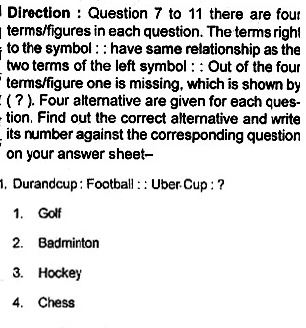 Direction : Question 7 to 11 there are four
terms/figures in each question. The terms right
to the symbol : : have same relationship as the
two terms of the left symbol : : Out of the four
terms/figure one is missing, which is shown by
( ? ). Four altemative are given for each ques-
tion. Find out the correct altemative and write
its number against the corresponding question
on your answer sheet–
1. Durandcup : Football : : Uber Cup : ?
1. Golf
2. Badminton
3. Hockey
4. Chess